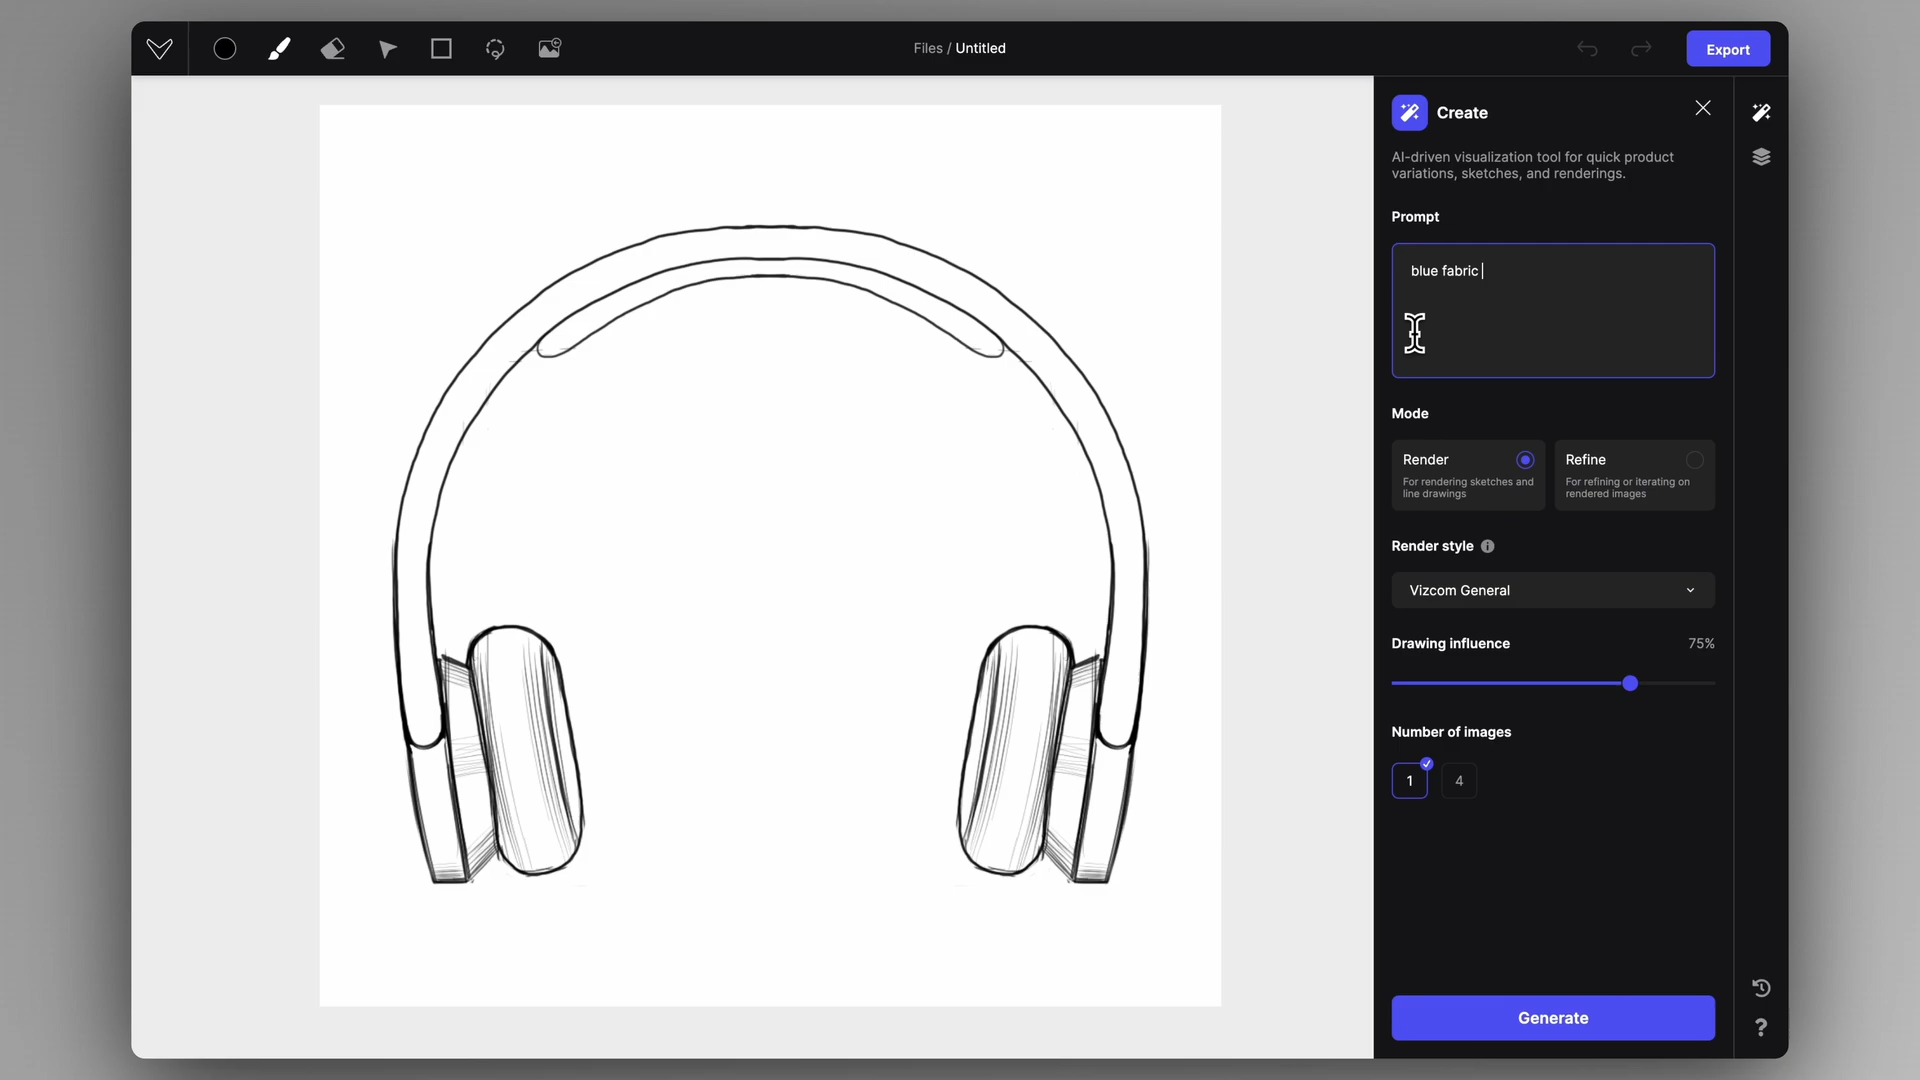 Files / Untitled
Export
Create
AI-driven visualization tool for quick product
variations, sketches, and renderings.
Prompt
blue fabric
Mode
Render
For rendering sketches and
line drawings
Refine
For refining or iterating on
rendered images
Render style
Vizcom General
Drawing influence
75%
Number of images
1
4
Generate